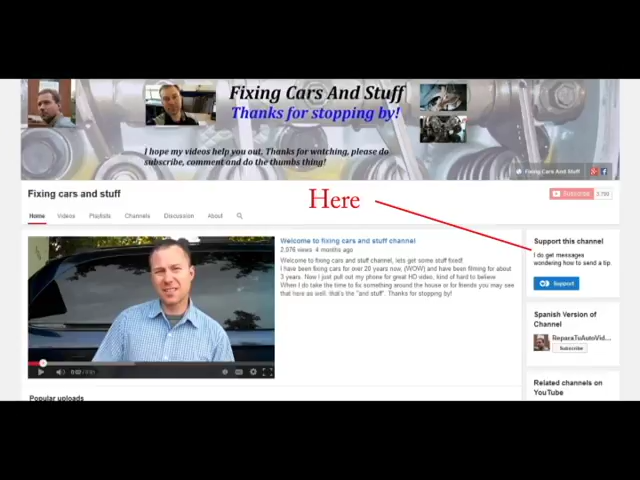 Fixing Cars And Stuff
Thanks for stopping by!
I hope my videos help you out, Thanks for watching, please do
subscribe, comment and do the thumbs thing!
Fixing Cars And Stuff
Fixing cars and stuff
Subscribe
Home Videos Playlists Channels Discussion About
Here
Welcome to fixing cars and stuff channel
2,976 views 4 months ago
Welcome to fixing cars and stuff channel, lets get some stuff fixed!
I have been fixing cars for over 20 years now, (WOW) and have been filming for about
3 years. Now I just pull out my phone for great HD video, kind of hard to believe
When I do take the time to fix something around the house or for friends you may see
that here as well. that's the "and stuff". Thanks for stopping by!
Support this channel
I do get messages
wondering how to send a tip.
Support
Spanish Version of
Channel
ReparaTuAutoVid...
Subscribe
Related channels on
YouTube
Popular uploads